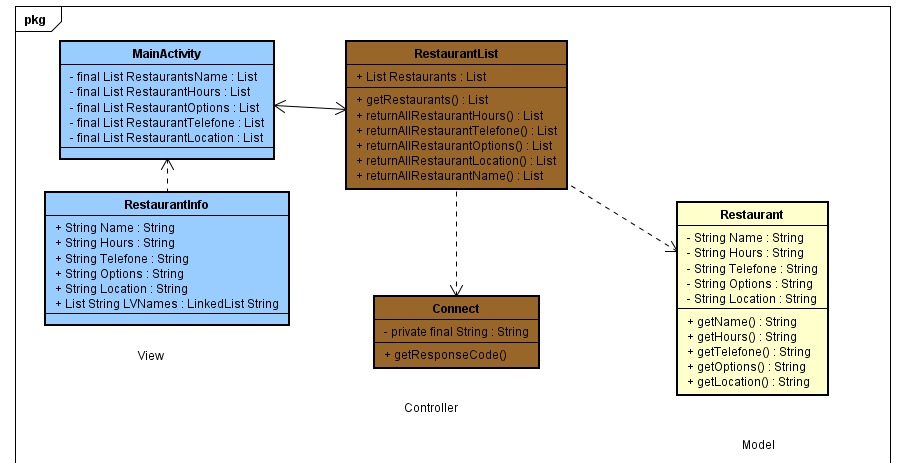 pkg
MainActivity
- final List RestaurantsName : List
- final List RestaurantHours : List
- final List RestaurantOptions : List
- final List RestaurantTelefone : List
- final List RestaurantLocation : List
RestaurantList
+ List Restaurants : List
+ getRestaurants() : List
+ returnAllRestaurantHours() : List
+ returnAllRestaurantTelefone() : List
+ returnAllRestaurantOptions() : List
+ returnAllRestaurantLocation() : List
+ returnAllRestaurantName() : List
RestaurantInfo
+ String Name : String
+ String Hours : String
+ String Telefone : String
+ String Options : String
+ String Location : String
+ List String LVNames : LinkedList String
View
Connect
- private final String : String
+ getResponseCode()
Controller
Restaurant
- String Name : String
- String Hours : String
- String Telefone : String
- String Options : String
- String Location : String
+ getName() : String
+ getHours() : String
+ getTelefone() : String
+ getOptions() : String
+ getLocation() : String
Model